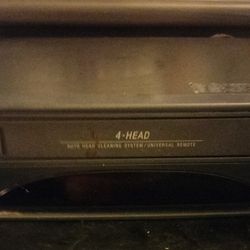 4-HEAD
AUTO HEAD CLEANING SYSTEM/UNIVERSAL REMOTE